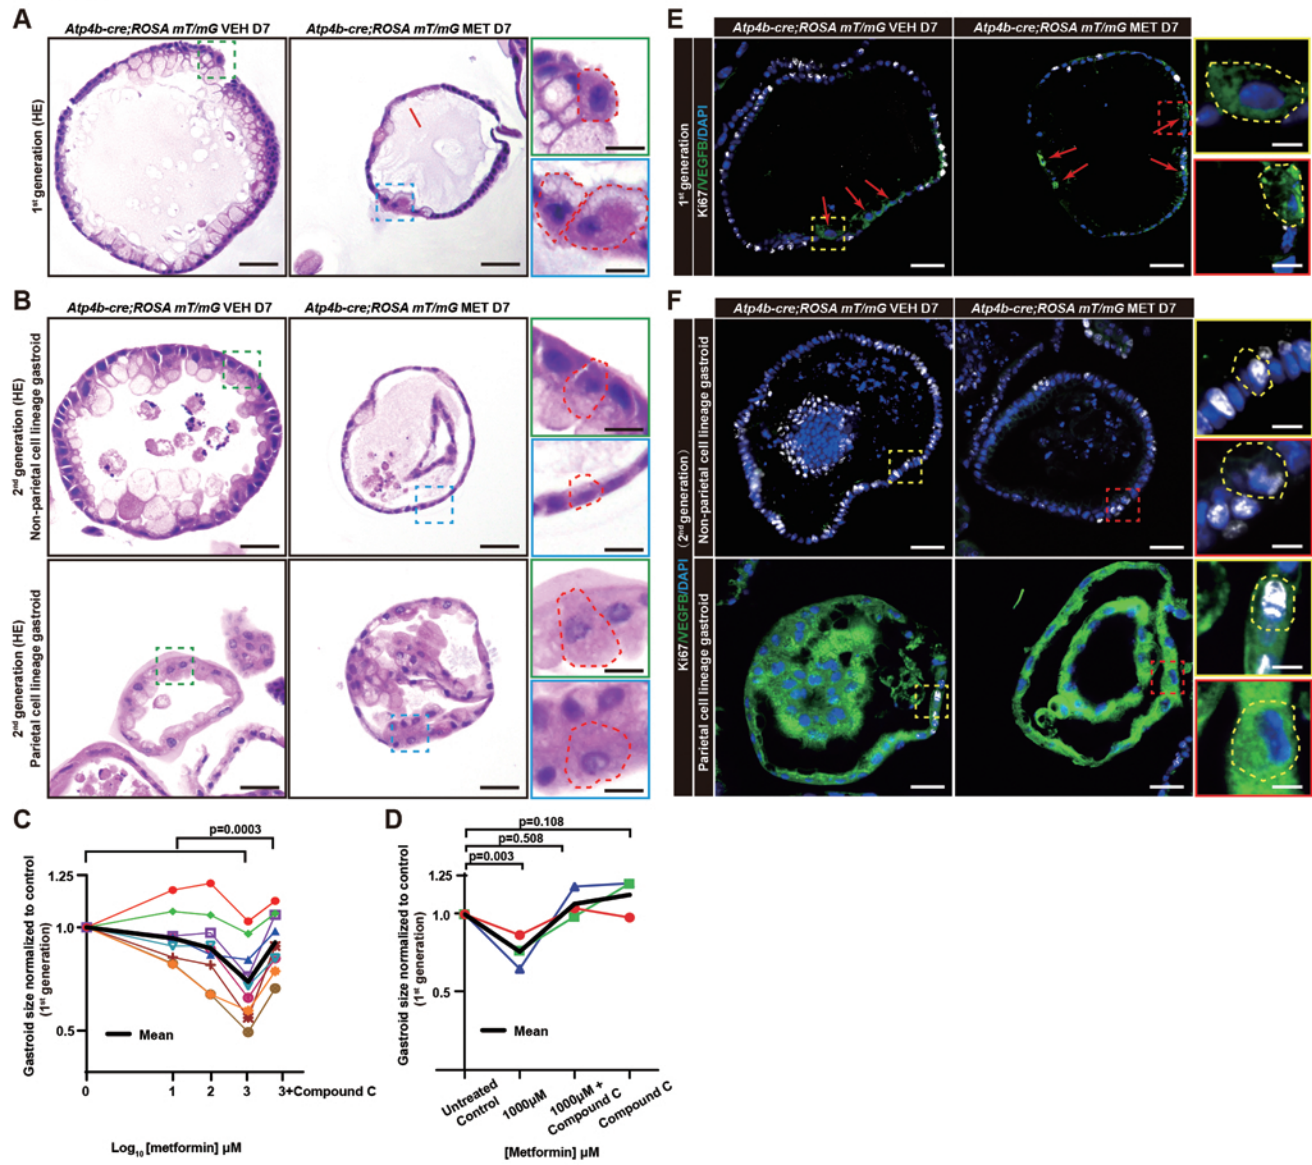 A
Atp4b-cre;ROSA mT/mG VEH D7
Atp4b-cre;ROSA mT/mG MET D7
1st generation (HE)
B
Atp4b-cre;ROSA mT/mG VEH D7
Atp4b-cre;ROSA mT/mG MET D7
2nd generation (HE)
Non-parietal cell lineage gastroid
2nd generation (HE)
Parietal cell lineage gastroid
C
p=0.0003
Gastroid size normalized to control
(1st generation)
1.25
1.0
0.5
Mean
0
1
2
3
3+Compound C
Log10 [metformin] µM
D
p=0.108
p=0.508
p=0.003
Gastroid size normalized to control
(1st generation)
1.25
1.0
0.5
Mean
Untreated
Control
1000µM
1000µM +
Compound C
Compound C
[Metformin] µM
E
Atp4b-cre;ROSA mT/mG VEH D7
Atp4b-cre;ROSA mT/mG MET D7
1st generation
Ki67/VEGFB/DAPI
F
Atp4b-cre;ROSA mT/mG VEH D7
Atp4b-cre;ROSA mT/mG MET D7
Ki67/VEGFB/DAPI (2nd generation)
Non-parietal cell lineage gastroid
Parietal cell lineage gastroid